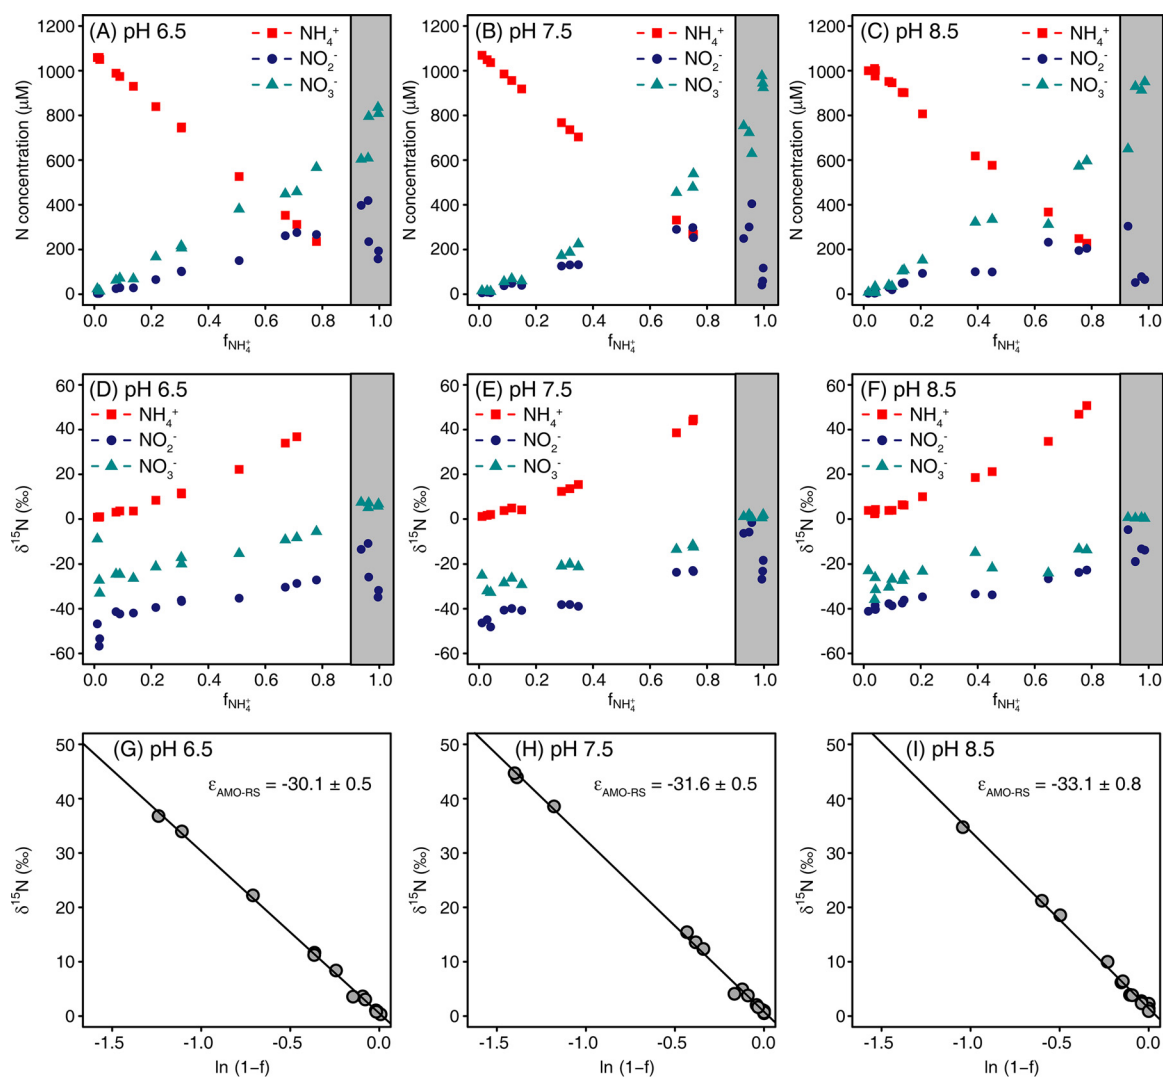 (A) pH 6.5
NH₄⁺
NO₂⁻
NO₃⁻
N concentration (μM)
1200
1000
800
600
400
200
0
0.0 0.2 0.4 0.6 0.8 1.0
f NH₄⁺
(B) pH 7.5
NH₄⁺
NO₂⁻
NO₃⁻
N concentration (μM)
1200
1000
800
600
400
200
0
0.0 0.2 0.4 0.6 0.8 1.0
f NH₄⁺
(C) pH 8.5
NH₄⁺
NO₂⁻
NO₃⁻
N concentration (μM)
1200
1000
800
600
400
200
0
0.0 0.2 0.4 0.6 0.8 1.0
f NH₄⁺
(D) pH 6.5
NH₄⁺
NO₂⁻
NO₃⁻
δ¹⁵N (‰)
60
40
20
0
-20
-40
-60
0.0 0.2 0.4 0.6 0.8 1.0
f NH₄⁺
(E) pH 7.5
NH₄⁺
NO₂⁻
NO₃⁻
δ¹⁵N (‰)
60
40
20
0
-20
-40
-60
0.0 0.2 0.4 0.6 0.8 1.0
f NH₄⁺
(F) pH 8.5
NH₄⁺
NO₂⁻
NO₃⁻
δ¹⁵N (‰)
60
40
20
0
-20
-40
-60
0.0 0.2 0.4 0.6 0.8 1.0
f NH₄⁺
(G) pH 6.5
ε AMO-RS = -30.1 ± 0.5
δ¹⁵N (‰)
50
40
30
20
10
0
-1.5 -1.0 -0.5 0.0
ln (1−f)
(H) pH 7.5
ε AMO-RS = -31.6 ± 0.5
δ¹⁵N (‰)
50
40
30
20
10
0
-1.5 -1.0 -0.5 0.0
ln (1−f)
(I) pH 8.5
ε AMO-RS = -33.1 ± 0.8
δ¹⁵N (‰)
50
40
30
20
10
0
-1.5 -1.0 -0.5 0.0
ln (1−f)